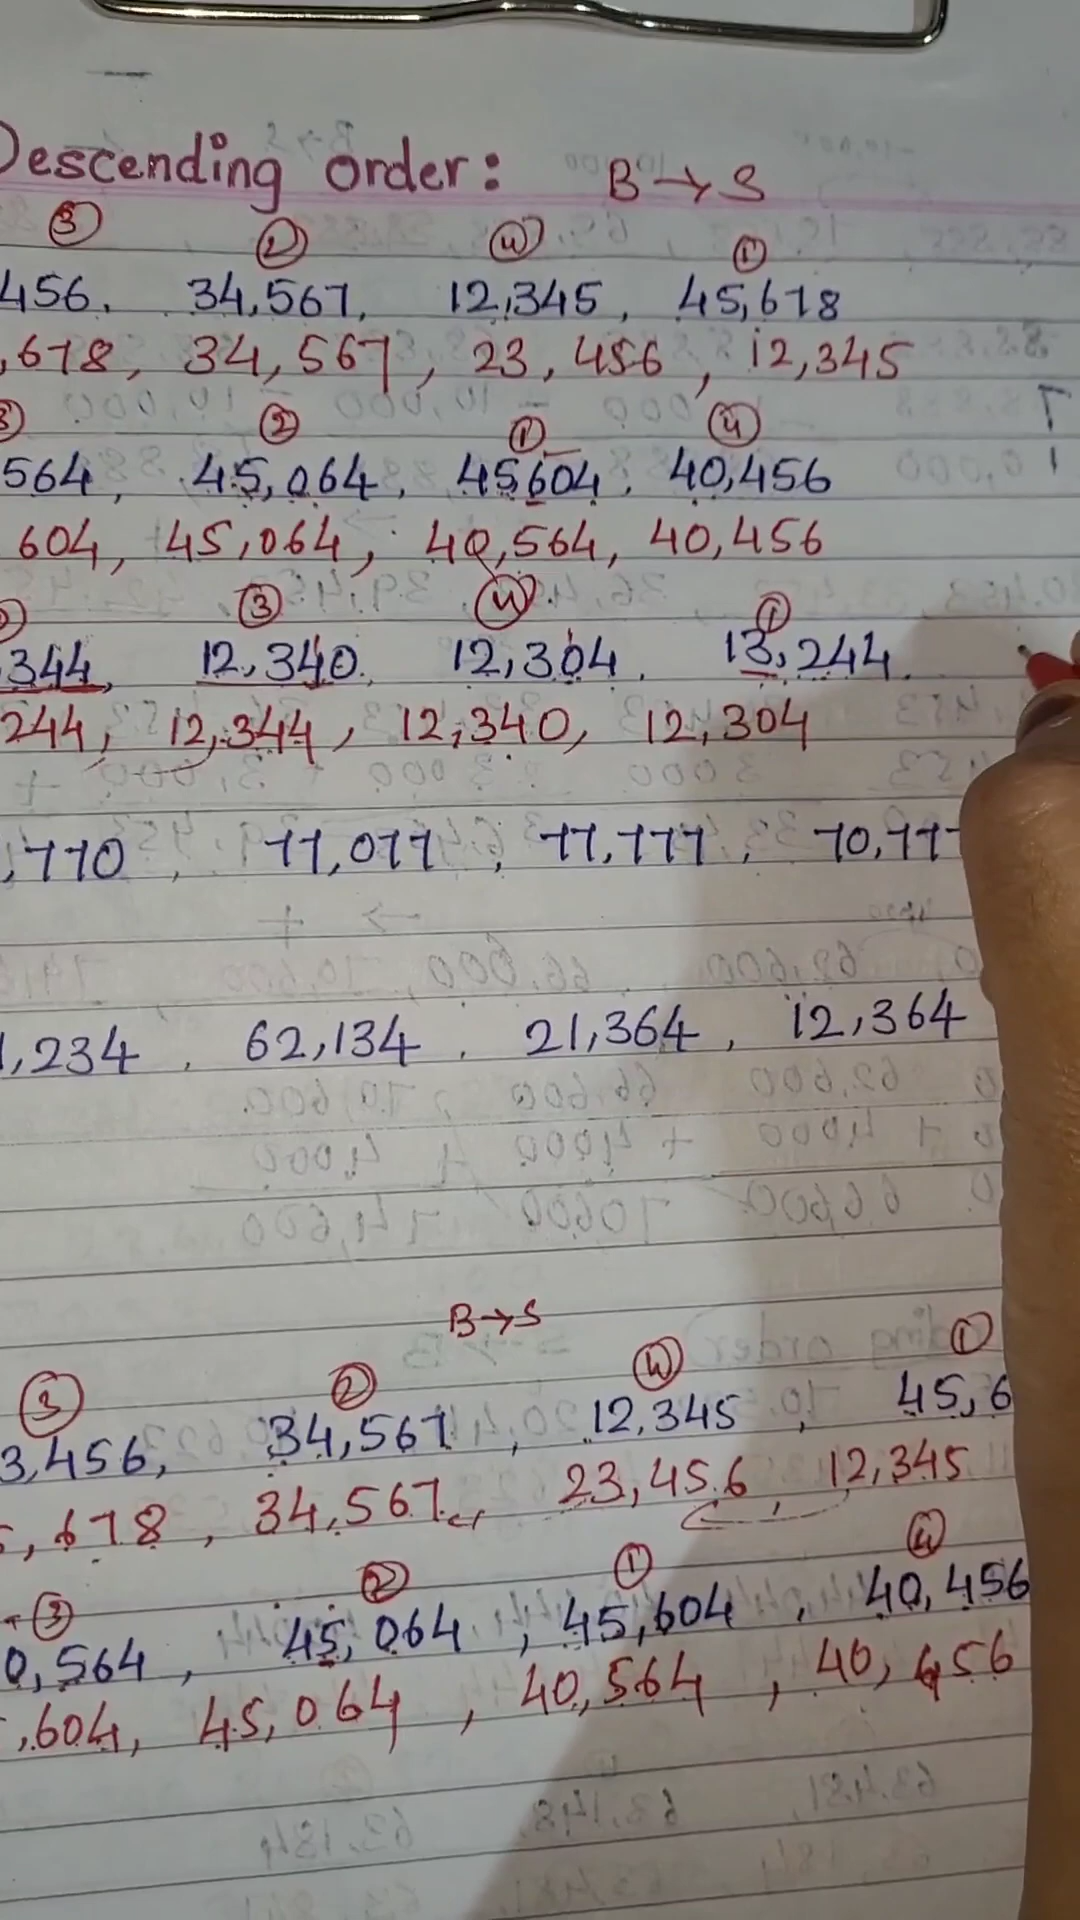 Descending order: B → S
③ ② ④ ①
456, 34,567, 12,345, 45,678
,678, 34,567, 23,456, 12,345
② ① ④
564, 45,064, 45604, 40,456
604, 45,064, 40,564, 40,456
③ ④ ①
344, 12,340, 12,304, 13,244
244, 12,344, 12,340, 12,304
,770, 77,077, 77,777, 70,77
,234, 62,134, 21,364, 12,364
B → S
③ ② ④ ①
3,456, 34,567, 12,345, 45,6
,678, 34,567, 23,456, 12,345
③ ② ① ④
0,564, 45,064, 45,604, 40,456
,604, 45,064, 40,564, 40,456